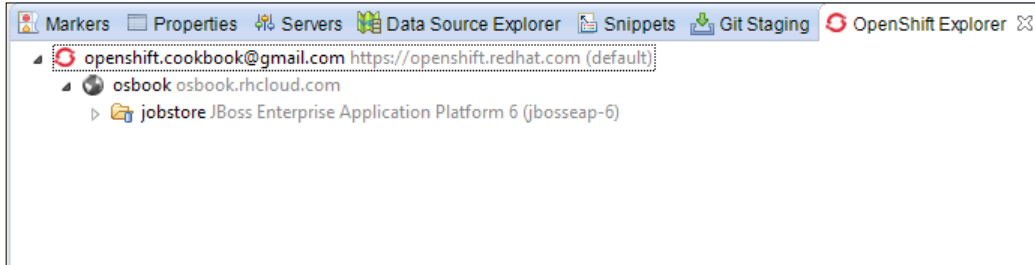 Markers Properties Servers Data Source Explorer Snippets Git Staging OpenShift Explorer
openshift.cookbook@gmail.com https://openshift.redhat.com (default)
osbook osbook.rhcloud.com
jobstore JBoss Enterprise Application Platform 6 (jbosseap-6)